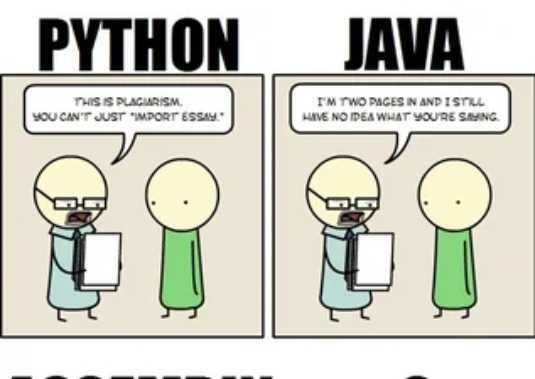 PYTHON
JAVA
THIS IS PLAGIARISM.
YOU CAN'T JUST "IMPORT ESSAY."
I'M TWO PAGES IN AND I STILL
HAVE NO IDEA WHAT YOU'RE SAYING.